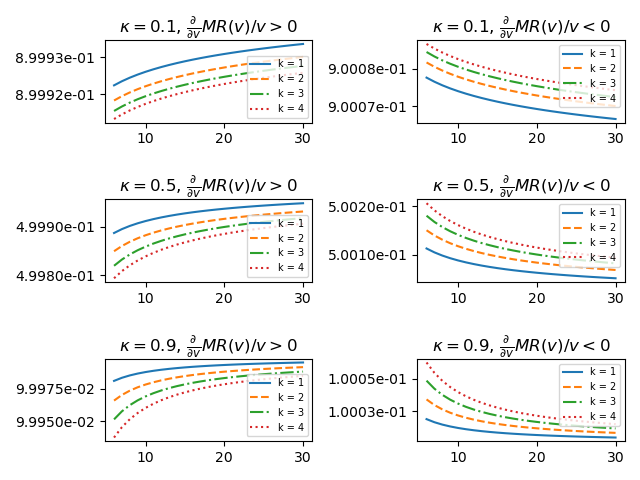 κ = 0.1, ∂/∂v MR(v)/v > 0
9.9993e-01
8.9992e-01
10 20 30
k = 1
k = 2
k = 3
k = 4
κ = 0.1, ∂/∂v MR(v)/v < 0
9.0008e-01
9.0007e-01
10 20 30
k = 1
k = 2
k = 3
k = 4
κ = 0.5, ∂/∂v MR(v)/v > 0
4.9990e-01
4.9980e-01
10 20 30
k = 1
k = 2
k = 3
k = 4
κ = 0.5, ∂/∂v MR(v)/v < 0
5.0020e-01
5.0010e-01
10 20 30
k = 1
k = 2
k = 3
k = 4
κ = 0.9, ∂/∂v MR(v)/v > 0
9.9975e-02
9.9950e-02
10 20 30
k = 1
k = 2
k = 3
k = 4
κ = 0.9, ∂/∂v MR(v)/v < 0
1.0005e-01
1.0003e-01
10 20 30
k = 1
k = 2
k = 3
k = 4